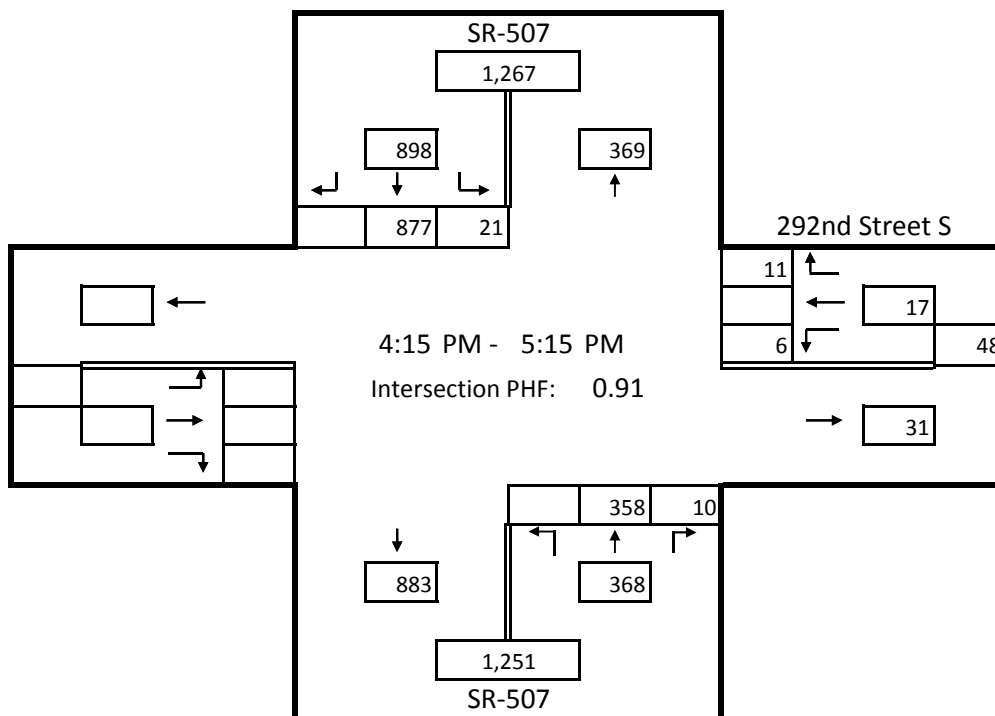 SR-507
1,267
898
369
877 21
292nd Street S
11
17
4:15 PM - 5:15 PM
6
48
Intersection PHF: 0.91
31
358 10
883
368
1,251
SR-507